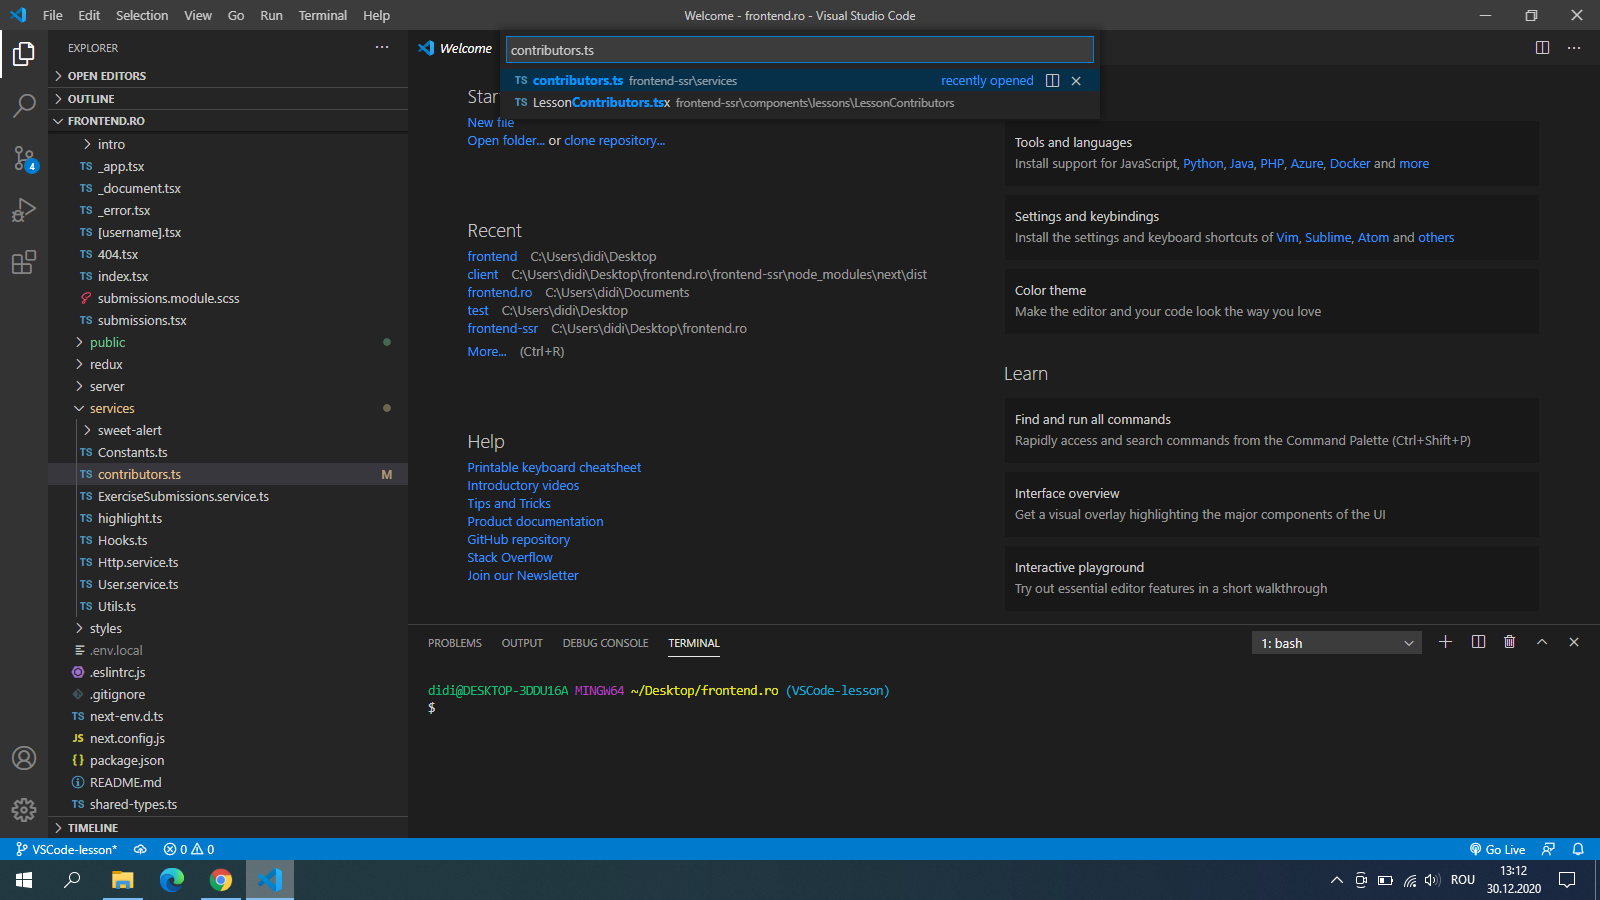 File Edit Selection View Go Run Terminal Help
Welcome - frontend.ro - Visual Studio Code
EXPLORER
OPEN EDITORS
OUTLINE
FRONTEND.RO
intro
TS _app.tsx
TS _document.tsx
TS _error.tsx
TS [username].tsx
TS 404.tsx
TS index.tsx
submissions.module.scss
TS submissions.tsx
public
redux
server
services
sweet-alert
TS Constants.ts
TS contributors.ts M
TS ExerciseSubmissions.service.ts
TS highlight.ts
TS Hooks.ts
TS Http.service.ts
TS User.service.ts
TS Utils.ts
styles
.env.local
.eslintrc.js
.gitignore
TS next-env.d.ts
JS next.config.js
{} package.json
README.md
TS shared-types.ts
TIMELINE
4
Welcome
contributors.ts
TS contributors.ts frontend-ssr\services recently opened
TS LessonContributors.tsx frontend-ssr\components\lessons\LessonContributors
Star
New file
Open folder... or clone repository...
Recent
frontend C:\Users\didi\Desktop
client C:\Users\didi\Desktop\frontend.ro\frontend-ssr\node_modules\next\dist
frontend.ro C:\Users\didi\Documents
test C:\Users\didi\Desktop
frontend-ssr C:\Users\didi\Desktop\frontend.ro
More... (Ctrl+R)
Help
Printable keyboard cheatsheet
Introductory videos
Tips and Tricks
Product documentation
GitHub repository
Stack Overflow
Join our Newsletter
Tools and languages
Install support for JavaScript, Python, Java, PHP, Azure, Docker and more
Settings and keybindings
Install the settings and keyboard shortcuts of Vim, Sublime, Atom and others
Color theme
Make the editor and your code look the way you love
Learn
Find and run all commands
Rapidly access and search commands from the Command Palette (Ctrl+Shift+P)
Interface overview
Get a visual overlay highlighting the major components of the UI
Interactive playground
Try out essential editor features in a short walkthrough
PROBLEMS OUTPUT DEBUG CONSOLE TERMINAL
1: bash
didi@DESKTOP-3DDU16A MINGW64 ~/Desktop/frontend.ro (VSCode-lesson)
$
VSCode-lesson* 0 0
Go Live
ROU
13:12
30.12.2020